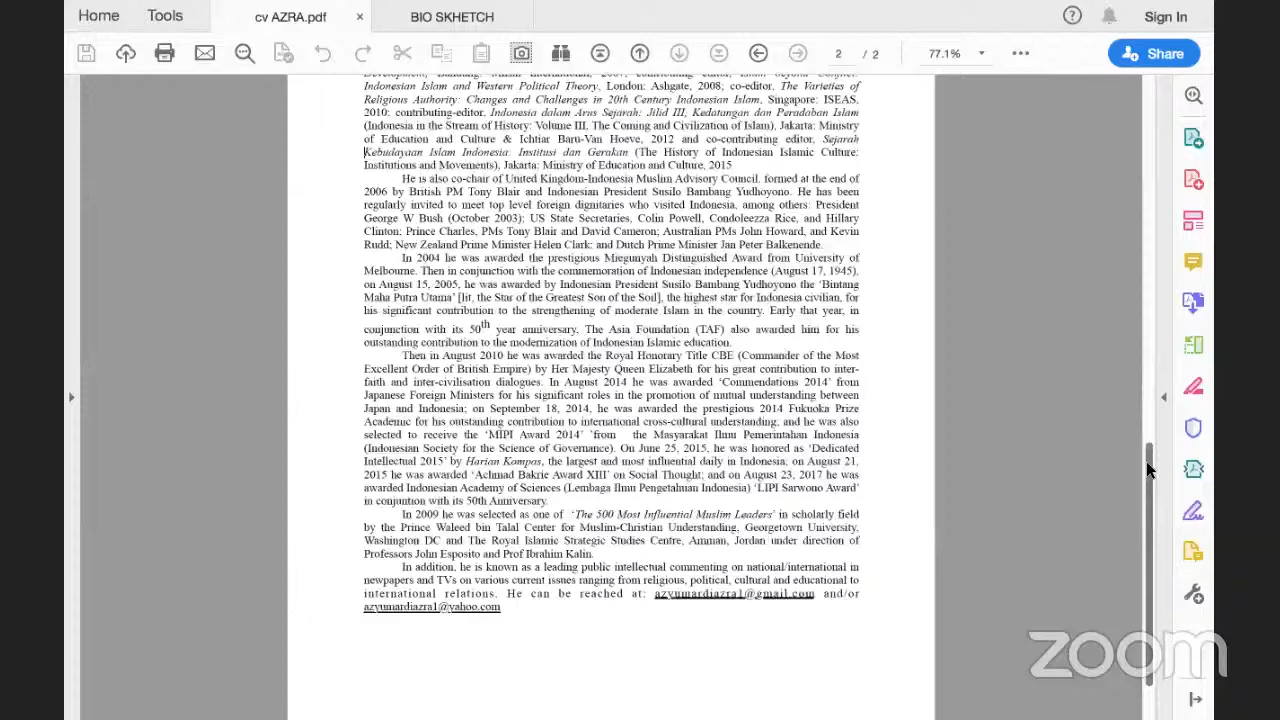 Home Tools cv AZRA.pdf × BIO SKHETCH Sign In
2 / 2 77.1% Share
Development, Bandung: Mizan International, 2007; contributing editor, Islam beyond Conflict:
Indonesian Islam and Western Political Theory, London: Ashgate, 2008; co-editor, The Varieties of
Religious Authority: Changes and Challenges in 20th Century Indonesian Islam, Singapore: ISEAS,
2010; contributing-editor, Indonesia dalam Arus Sejarah: Jilid III, Kedatangan dan Peradaban Islam
(Indonesia in the Stream of History: Volume III, The Coming and Civilization of Islam), Jakarta: Ministry
of Education and Culture & Ichtiar Baru-Van Hoeve, 2012 and co-contributing editor, Sejarah
Kebudayaan Islam Indonesia: Institusi dan Gerakan (The History of Indonesian Islamic Culture:
Institutions and Movements), Jakarta: Ministry of Education and Culture, 2015
He is also co-chair of United Kingdom-Indonesia Muslim Advisory Council, formed at the end of
2006 by British PM Tony Blair and Indonesian President Susilo Bambang Yudhoyono. He has been
regularly invited to meet top level foreign dignitaries who visited Indonesia, among others: President
George W Bush (October 2003); US State Secretaries, Colin Powell, Condoleezza Rice, and Hillary
Clinton; Prince Charles, PMs Tony Blair and David Cameron; Australian PMs John Howard, and Kevin
Rudd; New Zealand Prime Minister Helen Clark; and Dutch Prime Minister Jan Peter Balkenende.
In 2004 he was awarded the prestigious Miegunyah Distinguished Award from University of
Melbourne. Then in conjunction with the commemoration of Indonesian independence (August 17, 1945),
on August 15, 2005, he was awarded by Indonesian President Susilo Bambang Yudhoyono the ‘Bintang
Maha Putra Utama’ [lit, the Star of the Greatest Son of the Soil], the highest star for Indonesia civilian, for
his significant contribution to the strengthening of moderate Islam in the country. Early that year, in
conjunction with its 50th year anniversary, The Asia Foundation (TAF) also awarded him for his
outstanding contribution to the modernization of Indonesian Islamic education.
Then in August 2010 he was awarded the Royal Honorary Title CBE (Commander of the Most
Excellent Order of British Empire) by Her Majesty Queen Elizabeth for his great contribution to inter-
faith and inter-civilisation dialogues. In August 2014 he was awarded ‘Commendations 2014’ from
Japanese Foreign Ministers for his significant roles in the promotion of mutual understanding between
Japan and Indonesia; on September 18, 2014, he was awarded the prestigious 2014 Fukuoka Prize
Academic for his outstanding contribution to international cross-cultural understanding, and he was also
selected to receive the ‘MIPI Award 2014’ ’from the Masyarakat Ilmu Pemerintahan Indonesia
(Indonesian Society for the Science of Governance). On June 25, 2015, he was honored as ‘Dedicated
Intellectual 2015’ by Harian Kompas, the largest and most influential daily in Indonesia; on August 21,
2015 he was awarded ‘Achmad Bakrie Award XIII’ on Social Thought; and on August 23, 2017 he was
awarded Indonesian Academy of Sciences (Lembaga Ilmu Pengetahuan Indonesia) ‘LIPI Sarwono Award’
in conjuntion with its 50th Anniversary.
In 2009 he was selected as one of ‘The 500 Most Influential Muslim Leaders’ in scholarly field
by the Prince Waleed bin Talal Center for Muslim-Christian Understanding, Georgetown University,
Washington DC and The Royal Islamic Strategic Studies Centre, Amman, Jordan under direction of
Professors John Esposito and Prof Ibrahim Kalin.
In addition, he is known as a leading public intellectual commenting on national/international in
newpapers and TVs on various current issues ranging from religious, political, cultural and educational to
international relations. He can be reached at: azyumardiazra1@gmail.com and/or
azyumardiazra1@yahoo.com
zoom